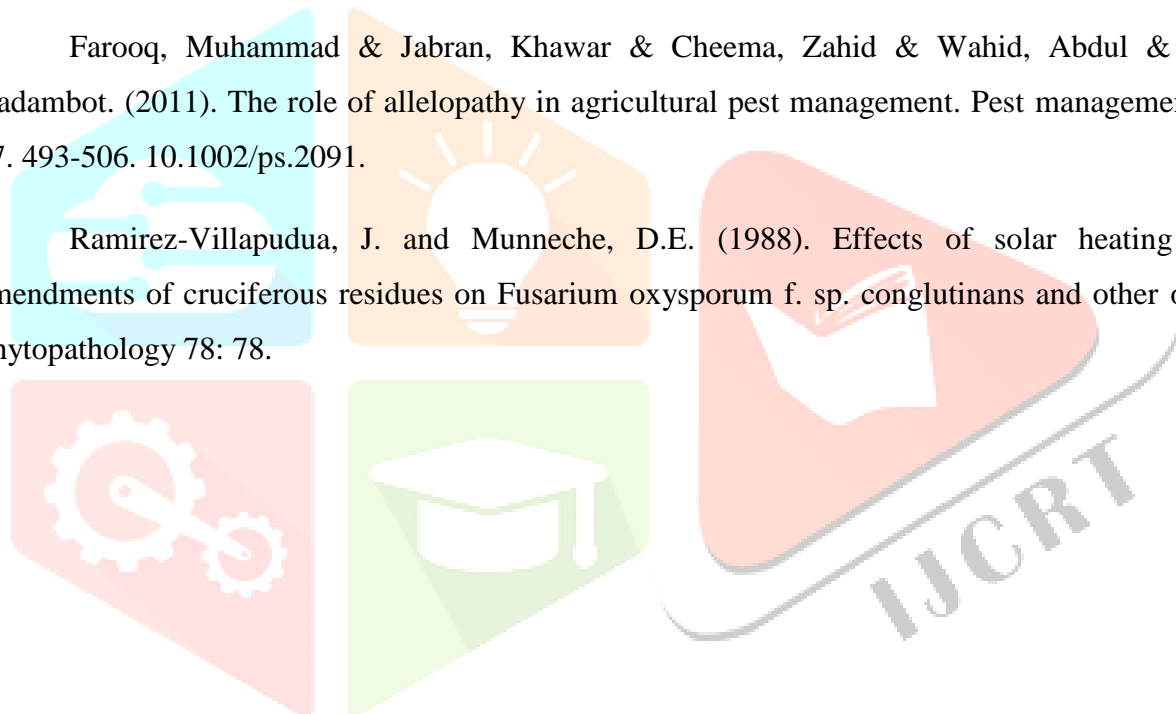 Farooq, Muhammad & Jabran, Khawar & Cheema, Zahid & Wahid, Abdul &
adambot. (2011). The role of allelopathy in agricultural pest management. Pest managemen
7. 493-506. 10.1002/ps.2091.
Ramirez-Villapudua, J. and Munneche, D.E. (1988). Effects of solar heating
mendments of cruciferous residues on Fusarium oxysporum f. sp. conglutinans and other o
hytopathology 78: 78.
IJCRT